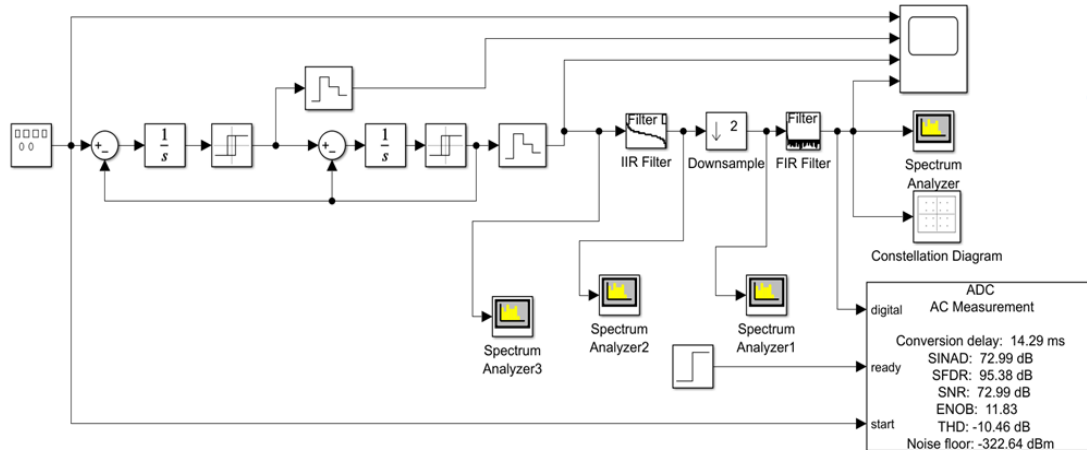 +
−
1
s
+
−
1
s
Filter
IIR Filter
2
Downsample
Filter
FIR Filter
Spectrum
Analyzer
Constellation Diagram
Spectrum
Analyzer3
Spectrum
Analyzer2
Spectrum
Analyzer1
ADC
AC Measurement
digital
Conversion delay: 14.29 ms
SINAD: 72.99 dB
SFDR: 95.38 dB
ready
SNR: 72.99 dB
ENOB: 11.83
THD: -10.46 dB
start
Noise floor: -322.64 dBm